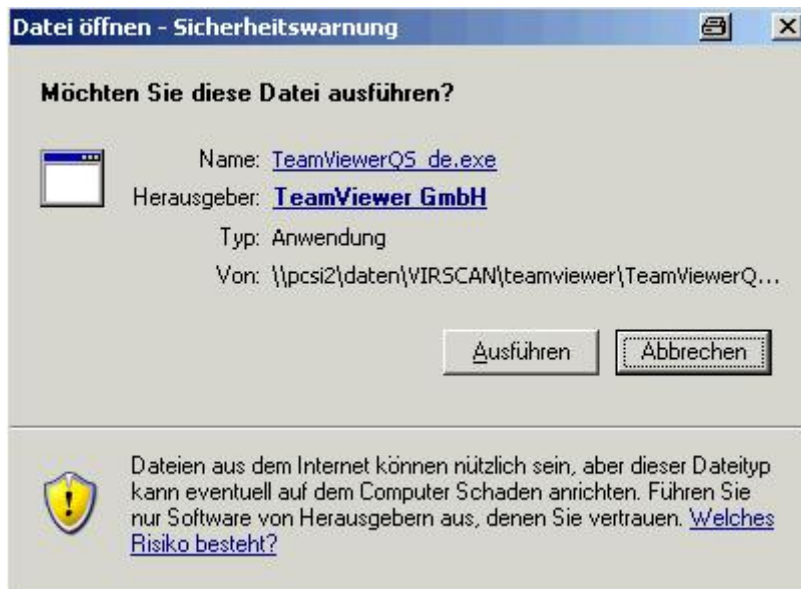 Datei öffnen - Sicherheitswarnung
Möchten Sie diese Datei ausführen?
Name: TeamViewerQS_de.exe
Herausgeber: TeamViewer GmbH
Typ: Anwendung
Von: \\pcsi2\daten\VIRSCAN\teamviewer\TeamViewerQ...
Ausführen Abbrechen
Dateien aus dem Internet können nützlich sein, aber dieser Dateityp
kann eventuell auf dem Computer Schaden anrichten. Führen Sie
nur Software von Herausgebern aus, denen Sie vertrauen. Welches
Risiko besteht?